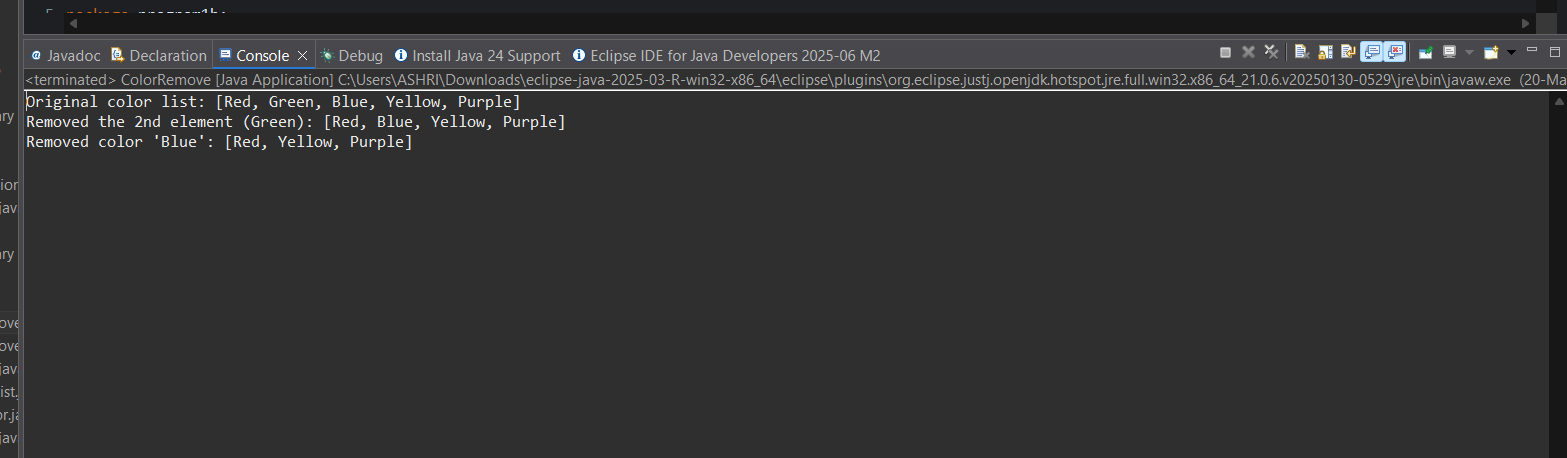 5 package program1b;
Javadoc Declaration Console Debug Install Java 24 Support Eclipse IDE for Java Developers 2025-06 M2
<terminated> ColorRemove [Java Application] C:\Users\ASHRI\Downloads\eclipse-java-2025-03-R-win32-x86_64\eclipse\plugins\org.eclipse.justj.openjdk.hotspot.jre.full.win32.x86_64_21.0.6.v20250130-0529\jre\bin\javaw.exe (20-Ma
Original color list: [Red, Green, Blue, Yellow, Purple]
Removed the 2nd element (Green): [Red, Blue, Yellow, Purple]
Removed color 'Blue': [Red, Yellow, Purple]
ary
ion
java
ary
ove
ove
java
ist.
or.ja
java